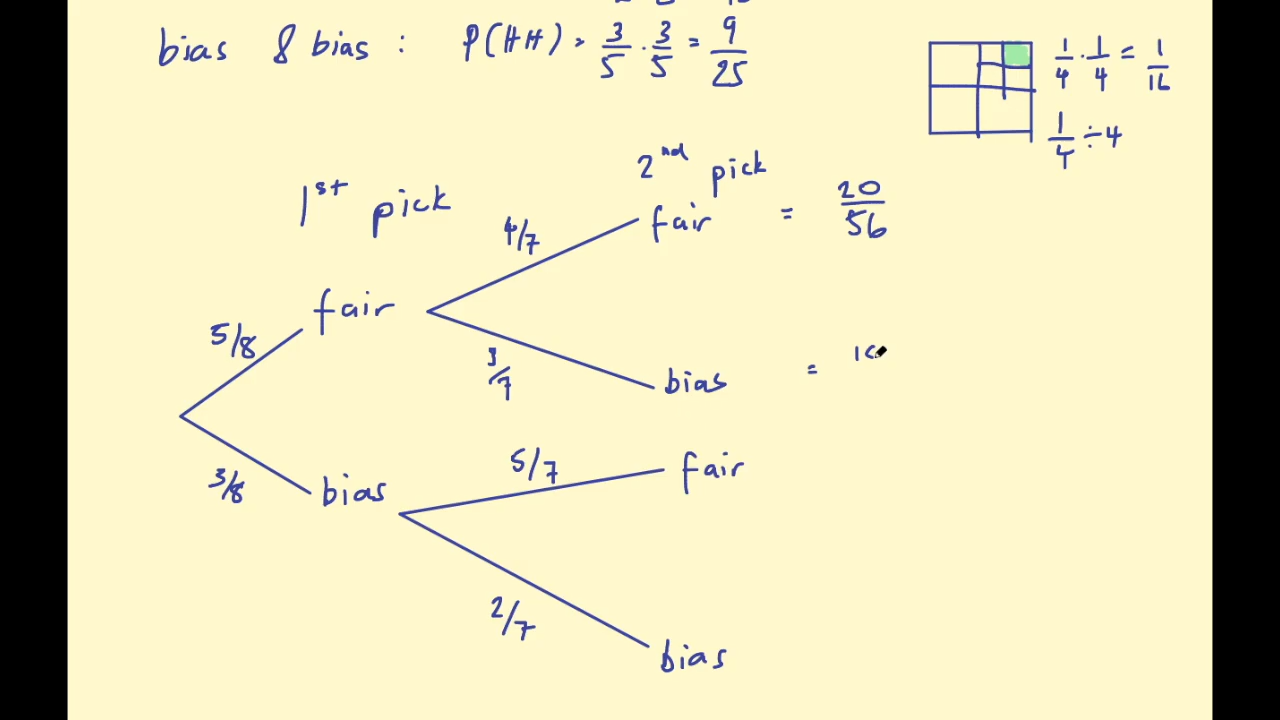 bias & bias : P(HH) = 3/5 · 3/5 = 9/25
1/4 · 1/4 = 1/16
1/4 ÷ 4
1st pick
2nd pick
4/7
fair = 20/56
5/8
fair
3/7
bias =
3/8
bias
5/7
fair
2/7
bias